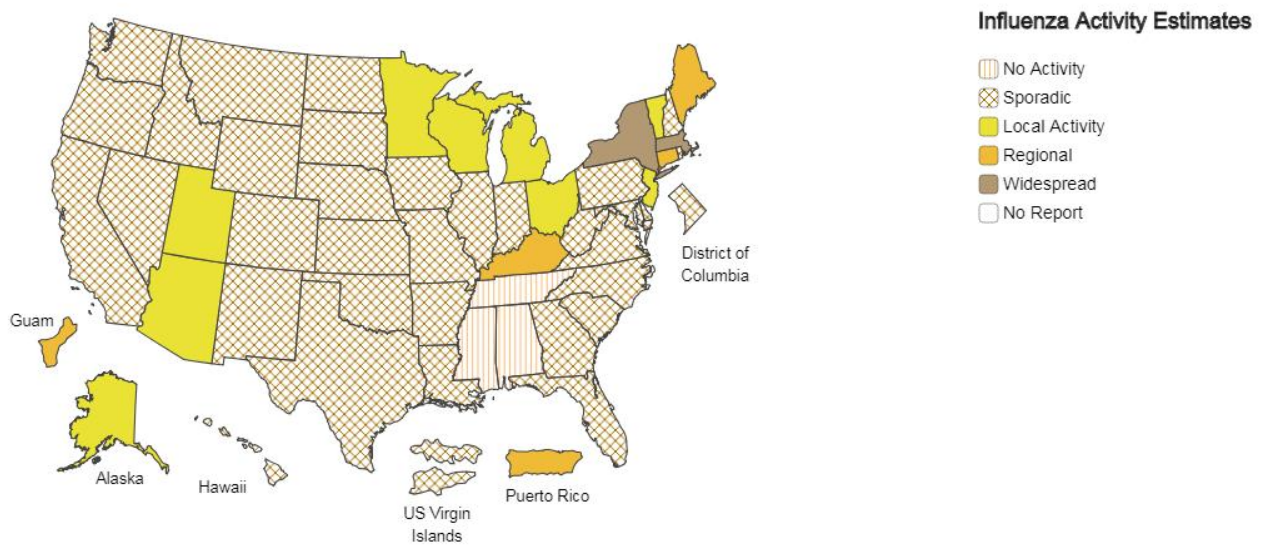 Influenza Activity Estimates
No Activity
Sporadic
Local Activity
Regional
Widespread
No Report
District of
Columbia
Guam
Alaska
Hawaii
US Virgin
Islands
Puerto Rico